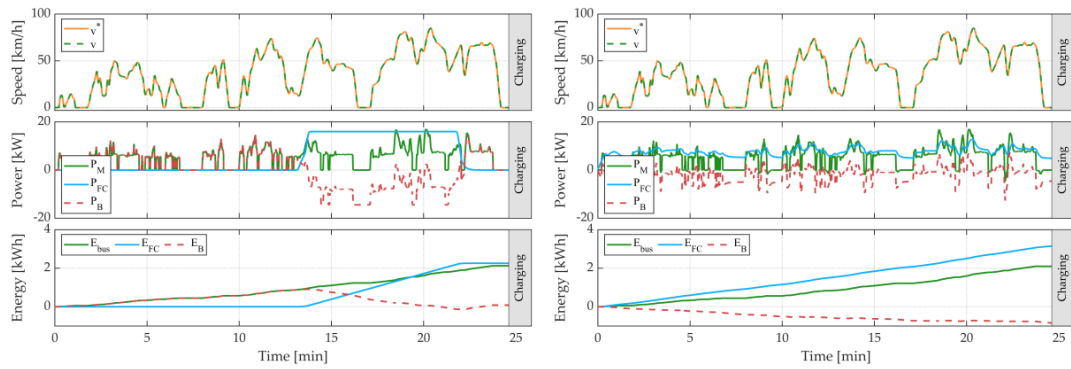 100
50
0
Speed [km/h]
v*
v
Charging
20
0
-20
Power [kW]
P_M
P_FC
P_B
Charging
4
2
0
Energy [kWh]
E_bus E_FC E_B
Charging
0 5 10 15 20 25
Time [min]
100
50
0
Speed [km/h]
v*
v
Charging
20
0
-20
Power [kW]
P_M
P_FC
P_B
Charging
4
2
0
Energy [kWh]
E_bus E_FC E_B
Charging
0 5 10 15 20 25
Time [min]